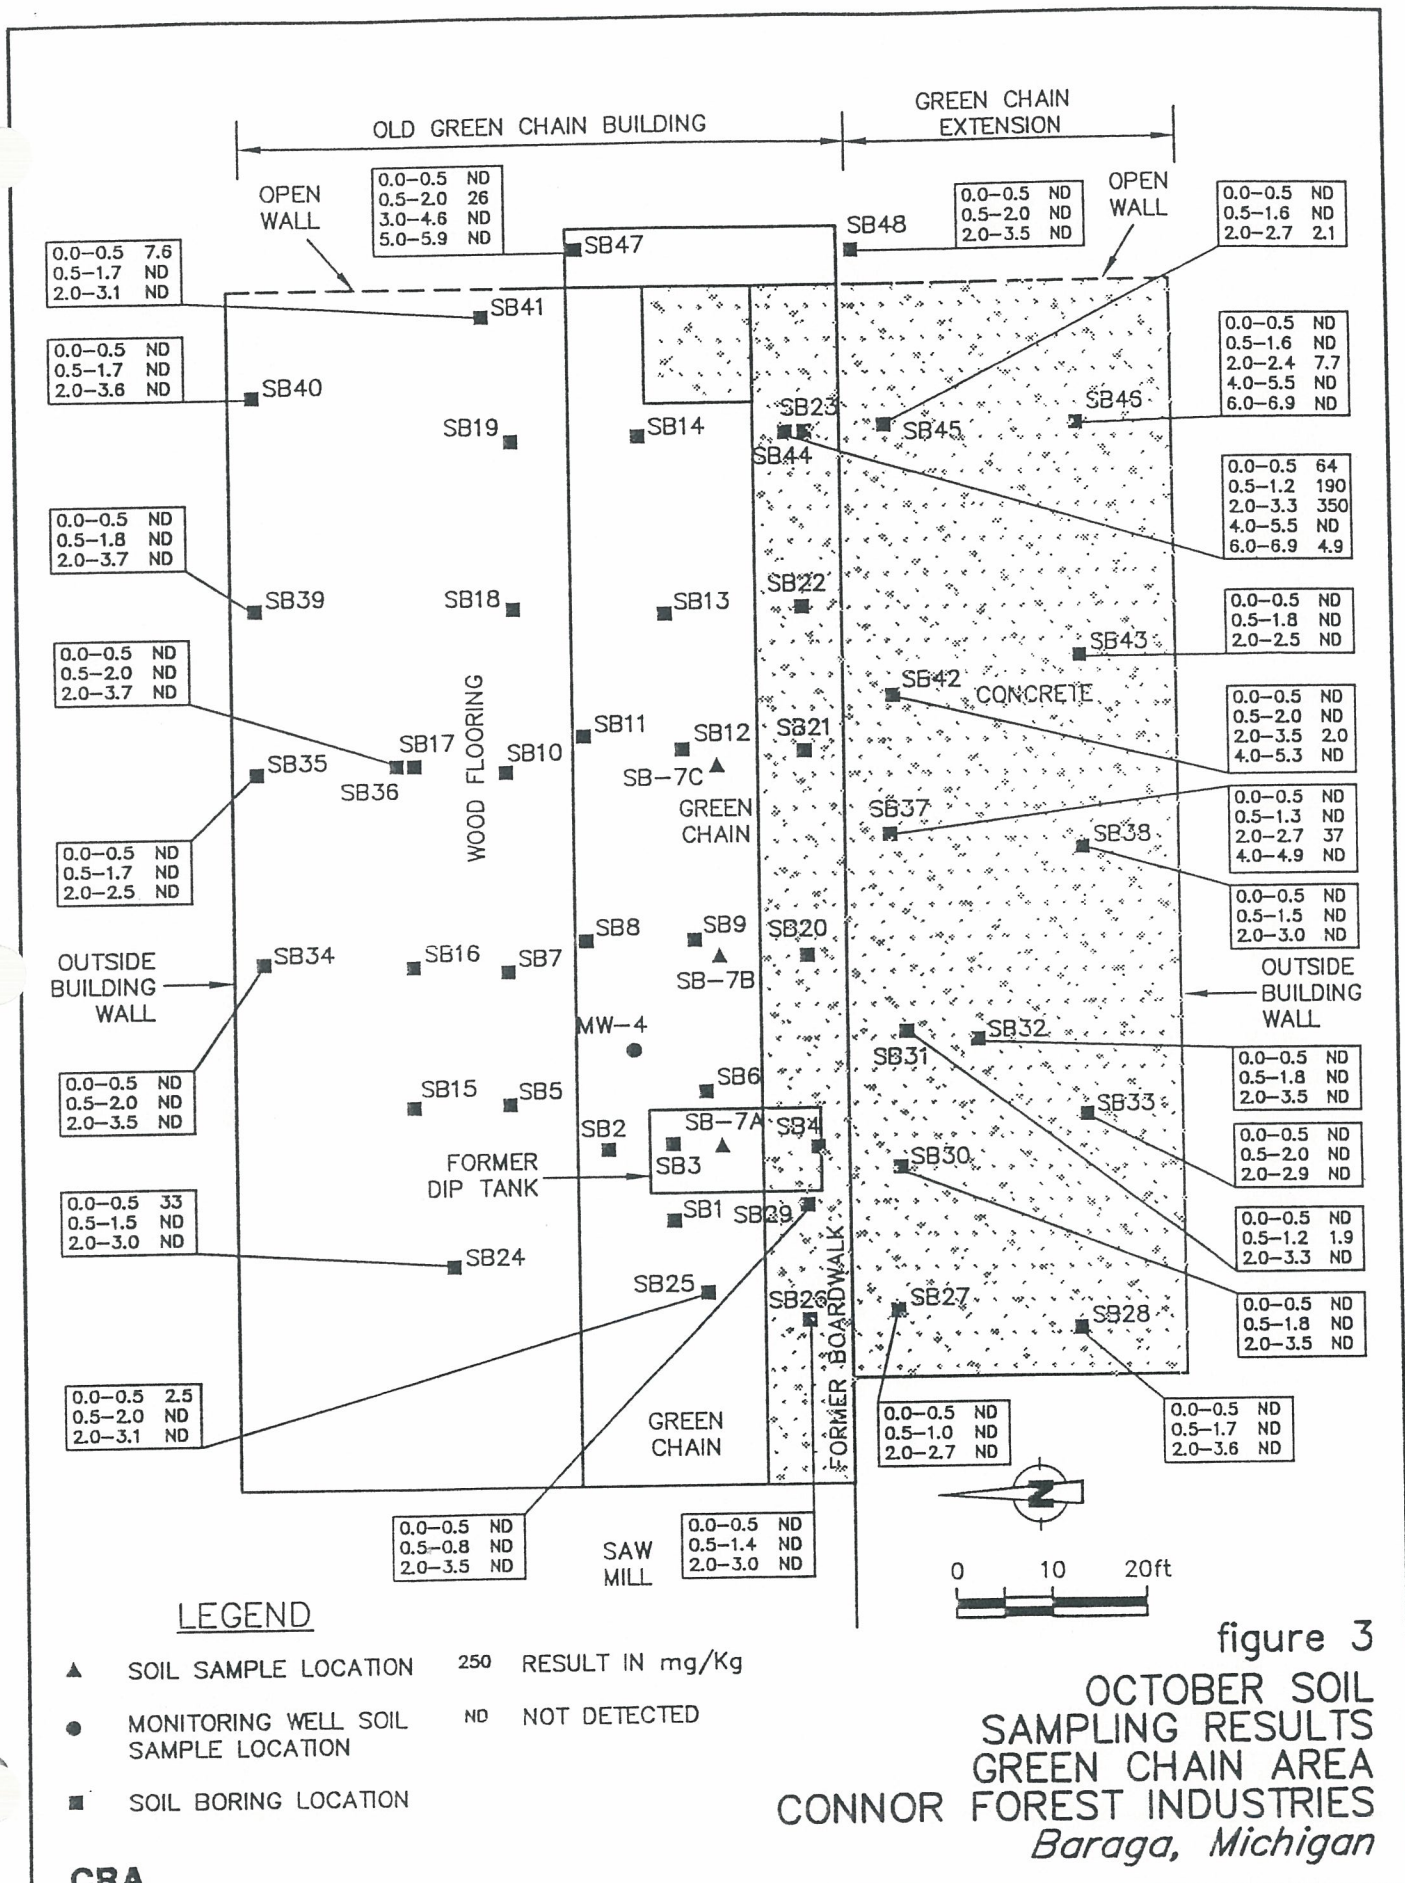 GREEN CHAIN
EXTENSION
OLD GREEN CHAIN BUILDING
OPEN
WALL
0.0-0.5 ND
0.5-2.0 26
3.0-4.6 ND
5.0-5.9 ND
SB47
SB48
0.0-0.5 ND
0.5-2.0 ND
2.0-3.5 ND
OPEN
WALL
0.0-0.5 ND
0.5-1.6 ND
2.0-2.7 2.1
0.0-0.5 7.6
0.5-1.7 ND
2.0-3.1 ND
SB41
0.0-0.5 ND
0.5-1.7 ND
2.0-3.6 ND
SB40
0.0-0.5 ND
0.5-1.6 ND
2.0-2.4 7.7
4.0-5.5 ND
6.0-6.9 ND
SB19
SB14
SB23
SB44
SB45
SB46
0.0-0.5 64
0.5-1.2 190
2.0-3.3 350
4.0-5.5 ND
6.0-6.9 4.9
0.0-0.5 ND
0.5-1.8 ND
2.0-3.7 ND
SB39
SB18
SB13
SB22
0.0-0.5 ND
0.5-1.8 ND
2.0-2.5 ND
SB43
0.0-0.5 ND
0.5-2.0 ND
2.0-3.7 ND
WOOD FLOORING
SB42
CONCRETE
0.0-0.5 ND
0.5-2.0 ND
2.0-3.5 2.0
4.0-5.3 ND
SB35
SB17
SB36
SB10
SB11
SB12
SB-7C
SB21
GREEN
CHAIN
SB37
SB38
0.0-0.5 ND
0.5-1.3 ND
2.0-2.7 37
4.0-4.9 ND
0.0-0.5 ND
0.5-1.7 ND
2.0-2.5 ND
0.0-0.5 ND
0.5-1.5 ND
2.0-3.0 ND
OUTSIDE
BUILDING
WALL
SB34
SB16
SB7
SB8
SB9
SB-7B
SB20
OUTSIDE
BUILDING
WALL
MW-4
SB31
SB32
0.0-0.5 ND
0.5-1.8 ND
2.0-3.5 ND
0.0-0.5 ND
0.5-2.0 ND
2.0-3.5 ND
SB15
SB5
SB6
SB33
SB2
SB-7A
SB3
SB4
0.0-0.5 ND
0.5-2.0 ND
2.0-2.9 ND
FORMER
DIP TANK
SB30
0.0-0.5 33
0.5-1.5 ND
2.0-3.0 ND
SB1
SB29
0.0-0.5 ND
0.5-1.2 1.9
2.0-3.3 ND
SB24
SB25
SB26
FORMER BOARDWALK
SB27
SB28
0.0-0.5 ND
0.5-1.8 ND
2.0-3.5 ND
0.0-0.5 2.5
0.5-2.0 ND
2.0-3.1 ND
GREEN
CHAIN
0.0-0.5 ND
0.5-1.0 ND
2.0-2.7 ND
0.0-0.5 ND
0.5-1.7 ND
2.0-3.6 ND
N
0.0-0.5 ND
0.5-0.8 ND
2.0-3.5 ND
SAW
MILL
0.0-0.5 ND
0.5-1.4 ND
2.0-3.0 ND
0 10 20ft
LEGEND
SOIL SAMPLE LOCATION
250 RESULT IN mg/Kg
MONITORING WELL SOIL
SAMPLE LOCATION
ND NOT DETECTED
SOIL BORING LOCATION
figure 3
OCTOBER SOIL
SAMPLING RESULTS
GREEN CHAIN AREA
CONNOR FOREST INDUSTRIES
Baraga, Michigan
CRA